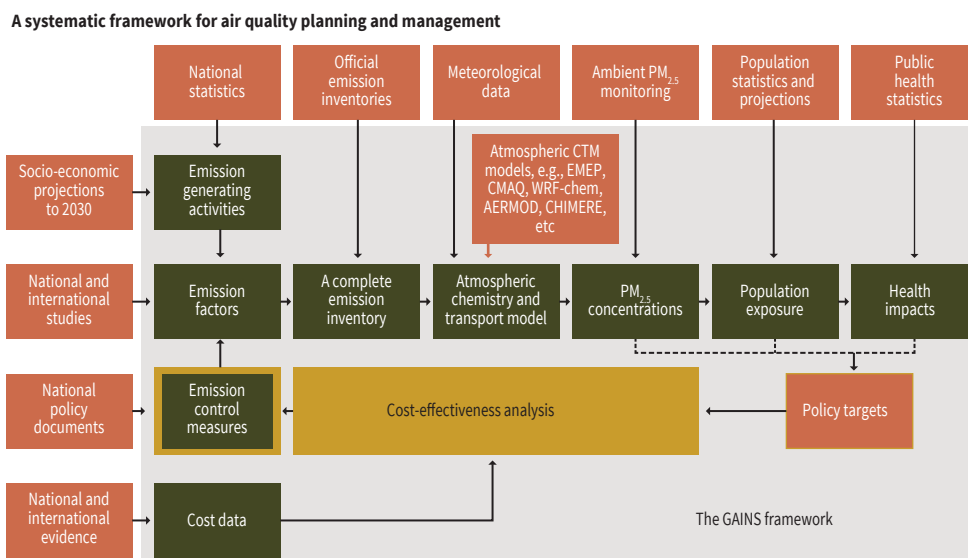 A systematic framework for air quality planning and management
National
statistics
Official
emission
inventories
Meteorological
data
Ambient PM2.5
monitoring
Population
statistics and
projections
Public
health
statistics
Socio-economic
projections
to 2030
Emission
generating
activities
Atmospheric CTM
models, e.g., EMEP,
CMAQ, WRF-chem,
AERMOD, CHIMERE,
etc
National and
international
studies
Emission
factors
A complete
emission
inventory
Atmospheric
chemistry and
transport model
PM2.5
concentrations
Population
exposure
Health
impacts
National
policy
documents
Emission
control
measures
Cost-effectiveness analysis
Policy targets
National and
international
evidence
Cost data
The GAINS framework